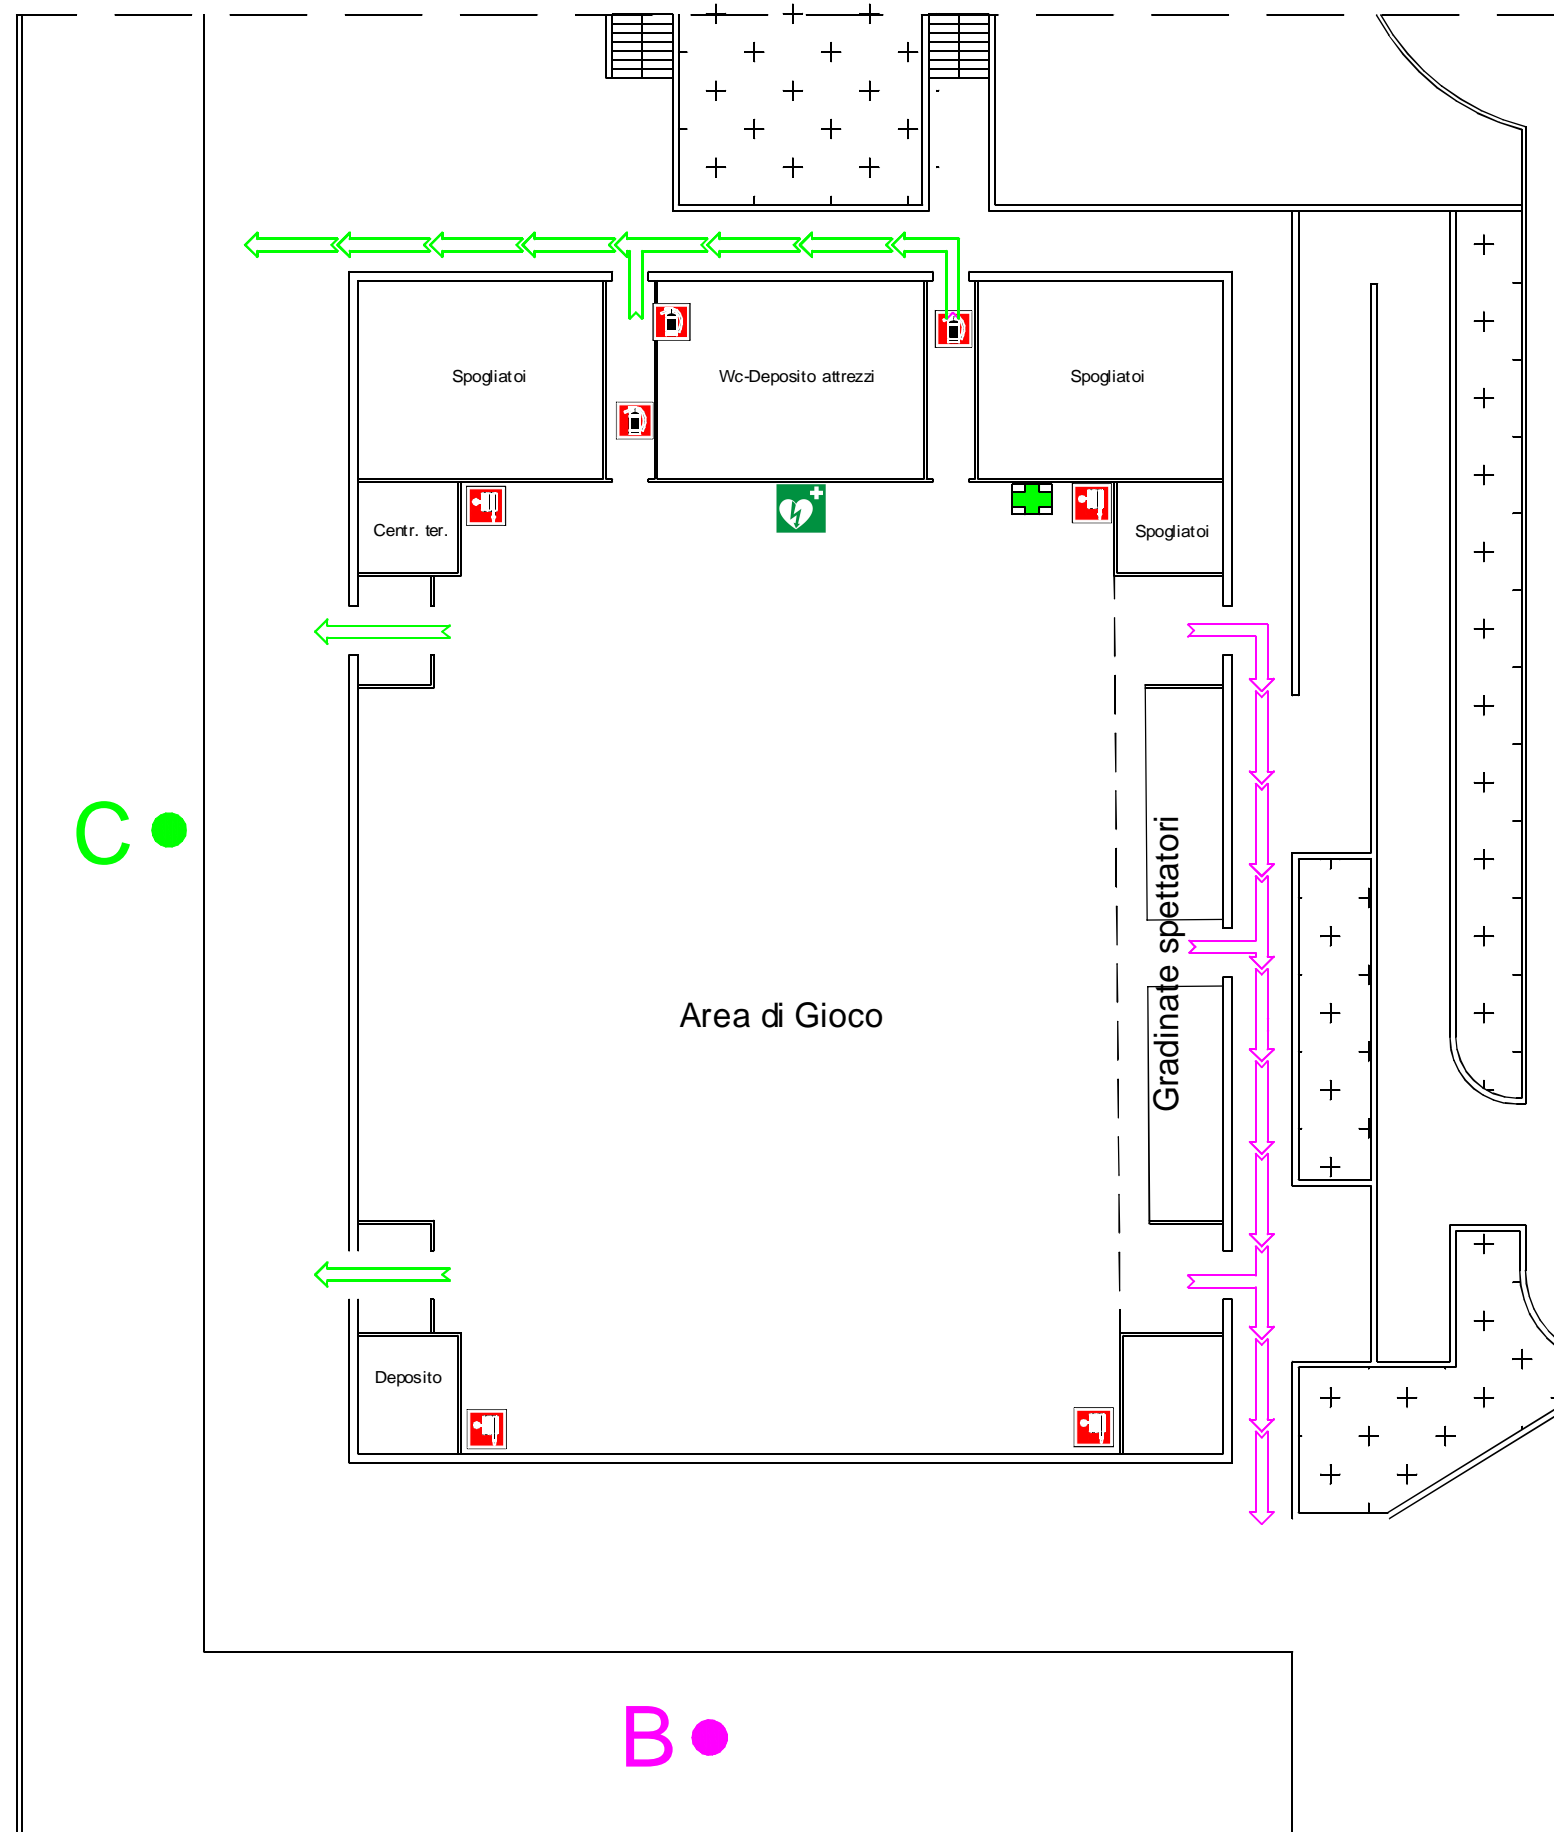 Spogliatoi
Wc-Deposito attrezzi
Spogliatoi
Centr. ter.
Spogliatoi
C
Gradinate spettatori
Area di Gioco
Deposito
B